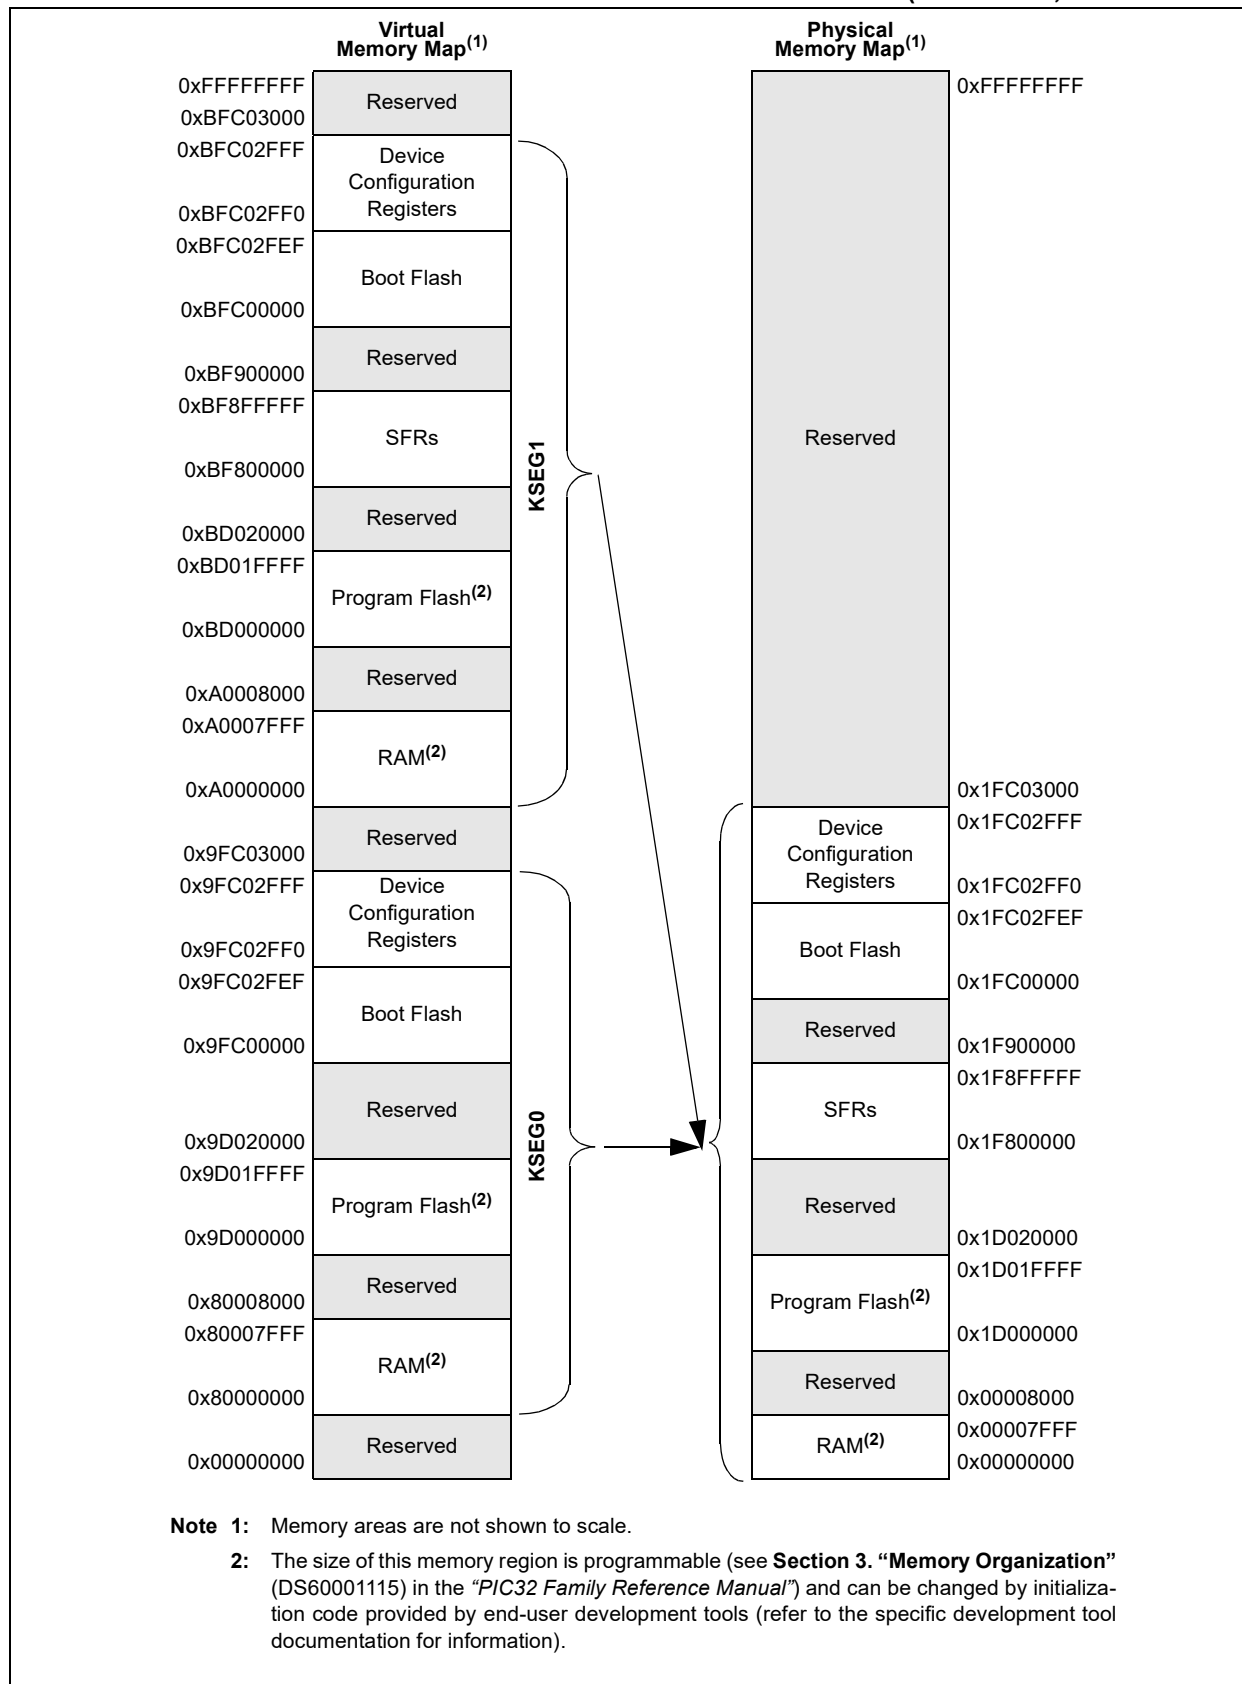 Virtual
Memory Map(1)
Physical
Memory Map(1)
0xFFFFFFFF
Reserved
0xBFC03000
0xBFC02FFF
Device
Configuration
Registers
0xBFC02FF0
0xBFC02FEF
Boot Flash
0xBFC00000
Reserved
0xBF900000
0xBF8FFFFF
SFRs
0xBF800000
Reserved
0xBD020000
0xBD01FFFF
Program Flash(2)
0xBD000000
Reserved
0xA0008000
0xA0007FFF
RAM(2)
0xA0000000
KSEG1
Reserved
0x9FC03000
0x9FC02FFF
Device
Configuration
Registers
0x9FC02FF0
0x9FC02FEF
Boot Flash
0x9FC00000
Reserved
0x9D020000
0x9D01FFFF
Program Flash(2)
0x9D000000
Reserved
0x80008000
0x80007FFF
RAM(2)
0x80000000
KSEG0
Reserved
0x00000000
0xFFFFFFFF
Reserved
0x1FC03000
0x1FC02FFF
Device
Configuration
Registers
0x1FC02FF0
0x1FC02FEF
Boot Flash
0x1FC00000
Reserved
0x1F900000
0x1F8FFFFF
SFRs
0x1F800000
Reserved
0x1D020000
0x1D01FFFF
Program Flash(2)
0x1D000000
Reserved
0x00008000
0x00007FFF
RAM(2)
0x00000000
Note 1: Memory areas are not shown to scale.
2: The size of this memory region is programmable (see Section 3. “Memory Organization”
(DS60001115) in the “PIC32 Family Reference Manual”) and can be changed by initializa-
tion code provided by end-user development tools (refer to the specific development tool
documentation for information).